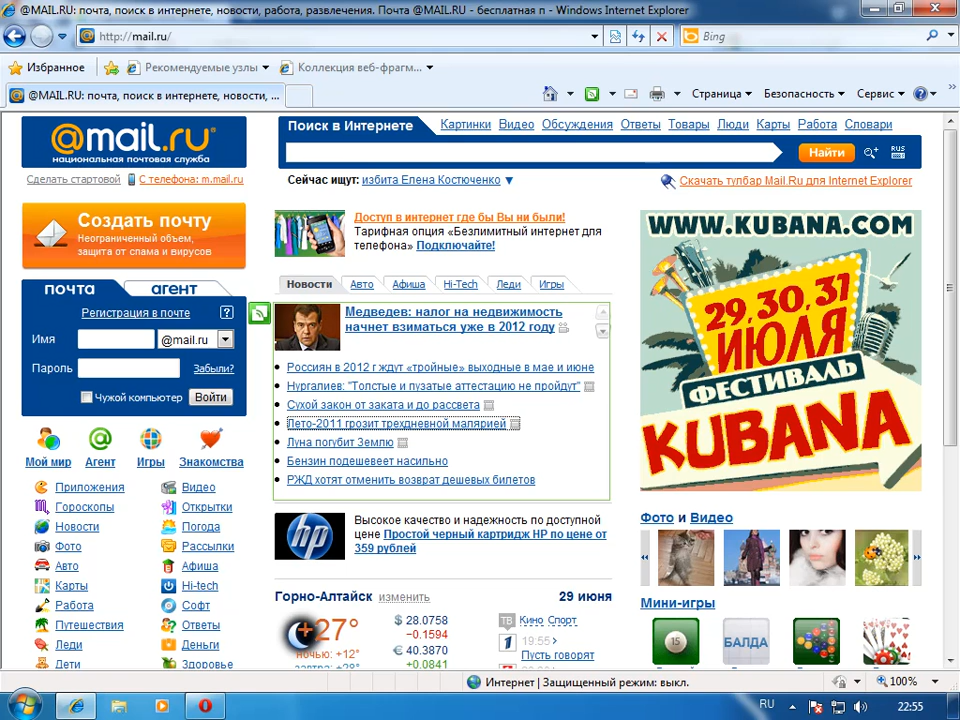 @MAIL.RU: почта, поиск в интернете, новости, работа, развлечения. Почта @MAIL.RU - бесплатная п - Windows Internet Explorer
http://mail.ru/
Bing
Избранное
Рекомендуемые узлы
Коллекция веб-фрагм...
@MAIL.RU: почта, поиск в интернете, новости, ...
Страница
Безопасность
Сервис
@mail.ru
национальная почтовая служба
Сделать стартовой
С телефона: m.mail.ru
Поиск в Интернете
Картинки Видео Обсуждения Ответы Товары Люди Карты Работа Словари
Найти
RUS
Сейчас ищут: избита Елена Костюченко
Скачать тулбар Mail.Ru для Internet Explorer
Создать почту
Неограниченный объем,
защита от спама и вирусов
Доступ в интернет где бы Вы ни были!
Тарифная опция «Безлимитный интернет для
телефона» Подключайте!
почта
агент
Регистрация в почте
?
Имя
@mail.ru
Пароль
Забыли?
Чужой компьютер
Войти
Новости Авто Афиша Hi-Tech Леди Игры
Медведев: налог на недвижимость
начнет взиматься уже в 2012 году
Россиян в 2012 г ждут «тройные» выходные в мае и июне
Нургалиев: "Толстые и пузатые аттестацию не пройдут"
Сухой закон от заката и до рассвета
Лето-2011 грозит трехдневной малярией
Луна погубит Землю
Бензин подешевеет насильно
РЖД хотят отменить возврат дешевых билетов
WWW.KUBANA.COM
29, 30, 31
ИЮЛЯ
ФЕСТИВАЛЬ
KUBANA
Мой мир
Агент
Игры
Знакомства
Приложения
Видео
Гороскопы
Открытки
Новости
Погода
Фото
Рассылки
Авто
Афиша
Карты
Hi-tech
Работа
Софт
Путешествия
Ответы
Леди
Деньги
Дети
Здоровье
hp
Высокое качество и надежность по доступной
цене Простой черный картридж HP по цене от
359 рублей
Фото и Видео
Мини-игры
15
БАЛДА
Горно-Алтайск изменить
29 июня
+27°
ночью: +12°
завтра: +28°
$ 28.0758
−0.1594
€ 40.3870
+0.0841
ТВ Кино Спорт
1
19:55
Пусть говорят
Интернет | Защищенный режим: выкл.
100%
RU
22:55